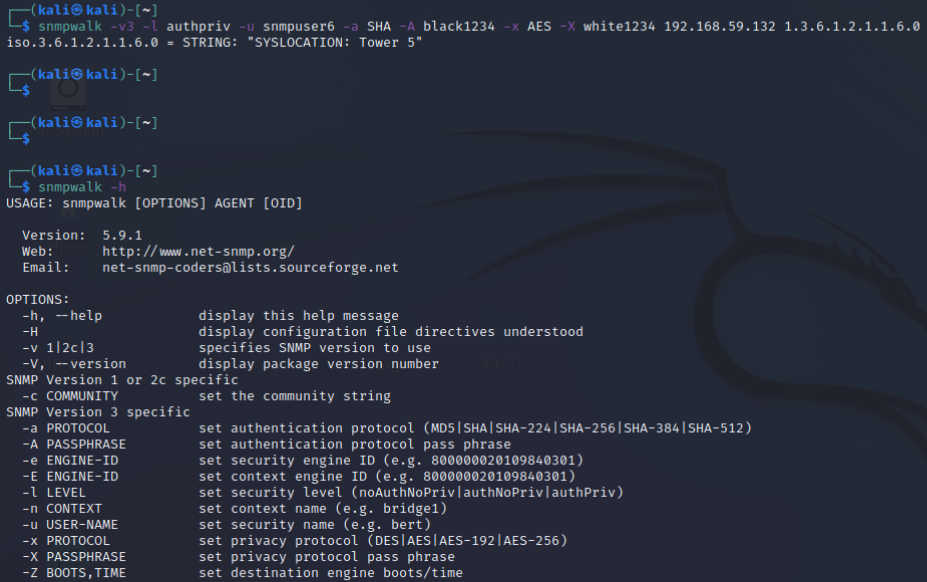 ┌──(kali㉿kali)-[~]
└─$ snmpwalk -v3 -l authpriv -u snmpuser6 -a SHA -A black1234 -x AES -X white1234 192.168.59.132 1.3.6.1.2.1.1.6.0
iso.3.6.1.2.1.1.6.0 = STRING: "SYSLOCATION: Tower 5"
┌──(kali㉿kali)-[~]
└─$
┌──(kali㉿kali)-[~]
└─$
┌──(kali㉿kali)-[~]
└─$ snmpwalk -h
USAGE: snmpwalk [OPTIONS] AGENT [OID]
Version: 5.9.1
Web: http://www.net-snmp.org/
Email: net-snmp-coders@lists.sourceforge.net
OPTIONS:
-h, --help display this help message
-H display configuration file directives understood
-v 1|2c|3 specifies SNMP version to use
-V, --version display package version number
SNMP Version 1 or 2c specific
-c COMMUNITY set the community string
SNMP Version 3 specific
-a PROTOCOL set authentication protocol (MD5|SHA|SHA-224|SHA-256|SHA-384|SHA-512)
-A PASSPHRASE set authentication protocol pass phrase
-e ENGINE-ID set security engine ID (e.g. 800000020109840301)
-E ENGINE-ID set context engine ID (e.g. 800000020109840301)
-l LEVEL set security level (noAuthNoPriv|authNoPriv|authPriv)
-n CONTEXT set context name (e.g. bridge1)
-u USER-NAME set security name (e.g. bert)
-x PROTOCOL set privacy protocol (DES|AES|AES-192|AES-256)
-X PASSPHRASE set privacy protocol pass phrase
-Z BOOTS,TIME set destination engine boots/time